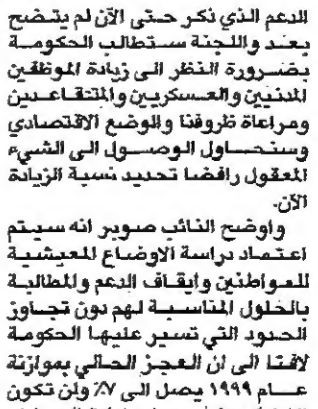 الدعم الذي ذكر حتى الآن لم يتضح
بعد واللجنة ستطالب الحكومة
بضرورة النظر الى زيادة الموظفين
المدنيين والعسكريين والمتقاعدين
ومراعاة ظروفنا والوضع الاقتصادي
وسنحاول الوصول الى الشيء
المعقول رافضا تحديد نسبة الزيادة
الآن.
واوضح النائب صوير انه سيتم
اعتماد دراسة الاوضاع المعيشية
للمواطنين وايقاف الدعم والمطالبة
بالحلول المناسبة لهم دون تجاوز
الحدود التي تسير عليها الحكومة
لافتا الى ان العجز الحالي بموازنة
عام ١٩٩٩ يصل الى ٧٪ ولن تكون